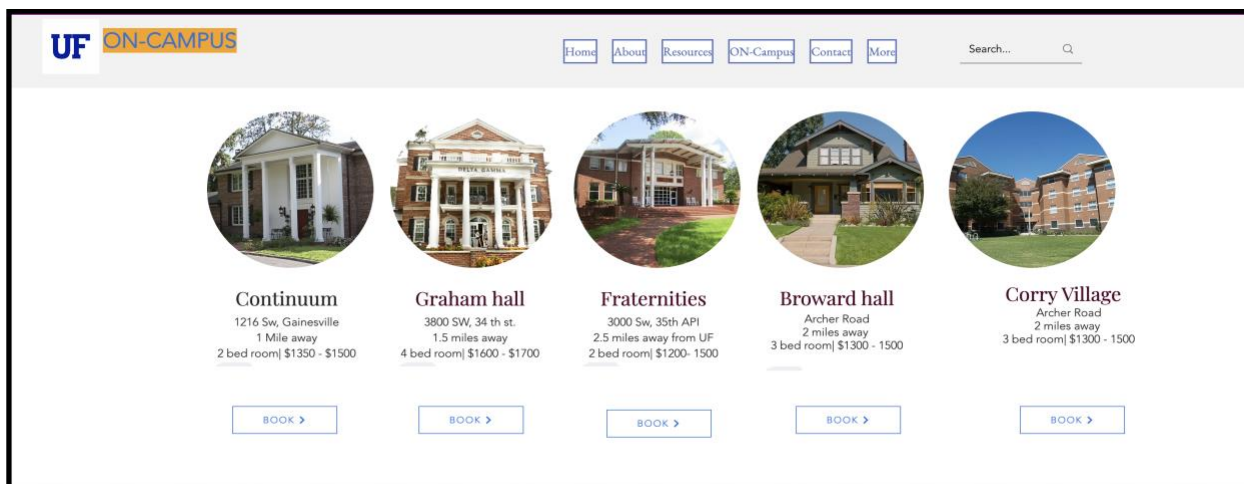 UF
ON-CAMPUS
Home About Resources ON-Campus Contact More
Search...
DELTA GAMMA
Continuum
1216 Sw, Gainesville
1 Mile away
2 bed room| $1350 - $1500
BOOK >
Graham hall
3800 SW, 34 th st.
1.5 miles away
4 bed room| $1600 - $1700
BOOK >
Fraternities
3000 Sw, 35th API
2.5 miles away from UF
2 bed room| $1200- 1500
BOOK >
Broward hall
Archer Road
2 miles away
3 bed room| $1300 - 1500
BOOK >
Corry Village
Archer Road
2 miles away
3 bed room| $1300 - 1500
BOOK >